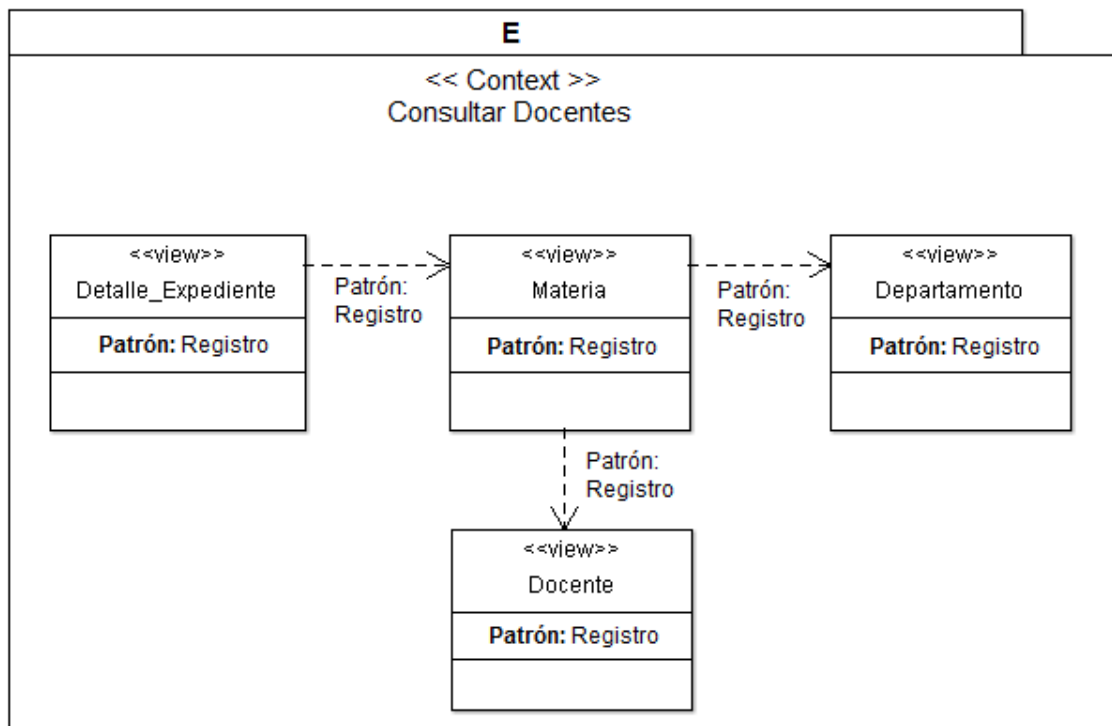 E
<< Context >>
Consultar Docentes
<<view>>
Detalle_Expediente
Patrón: Registro
Patrón:
Registro
<<view>>
Materia
Patrón: Registro
Patrón:
Registro
<<view>>
Departamento
Patrón: Registro
Patrón:
Registro
<<view>>
Docente
Patrón: Registro